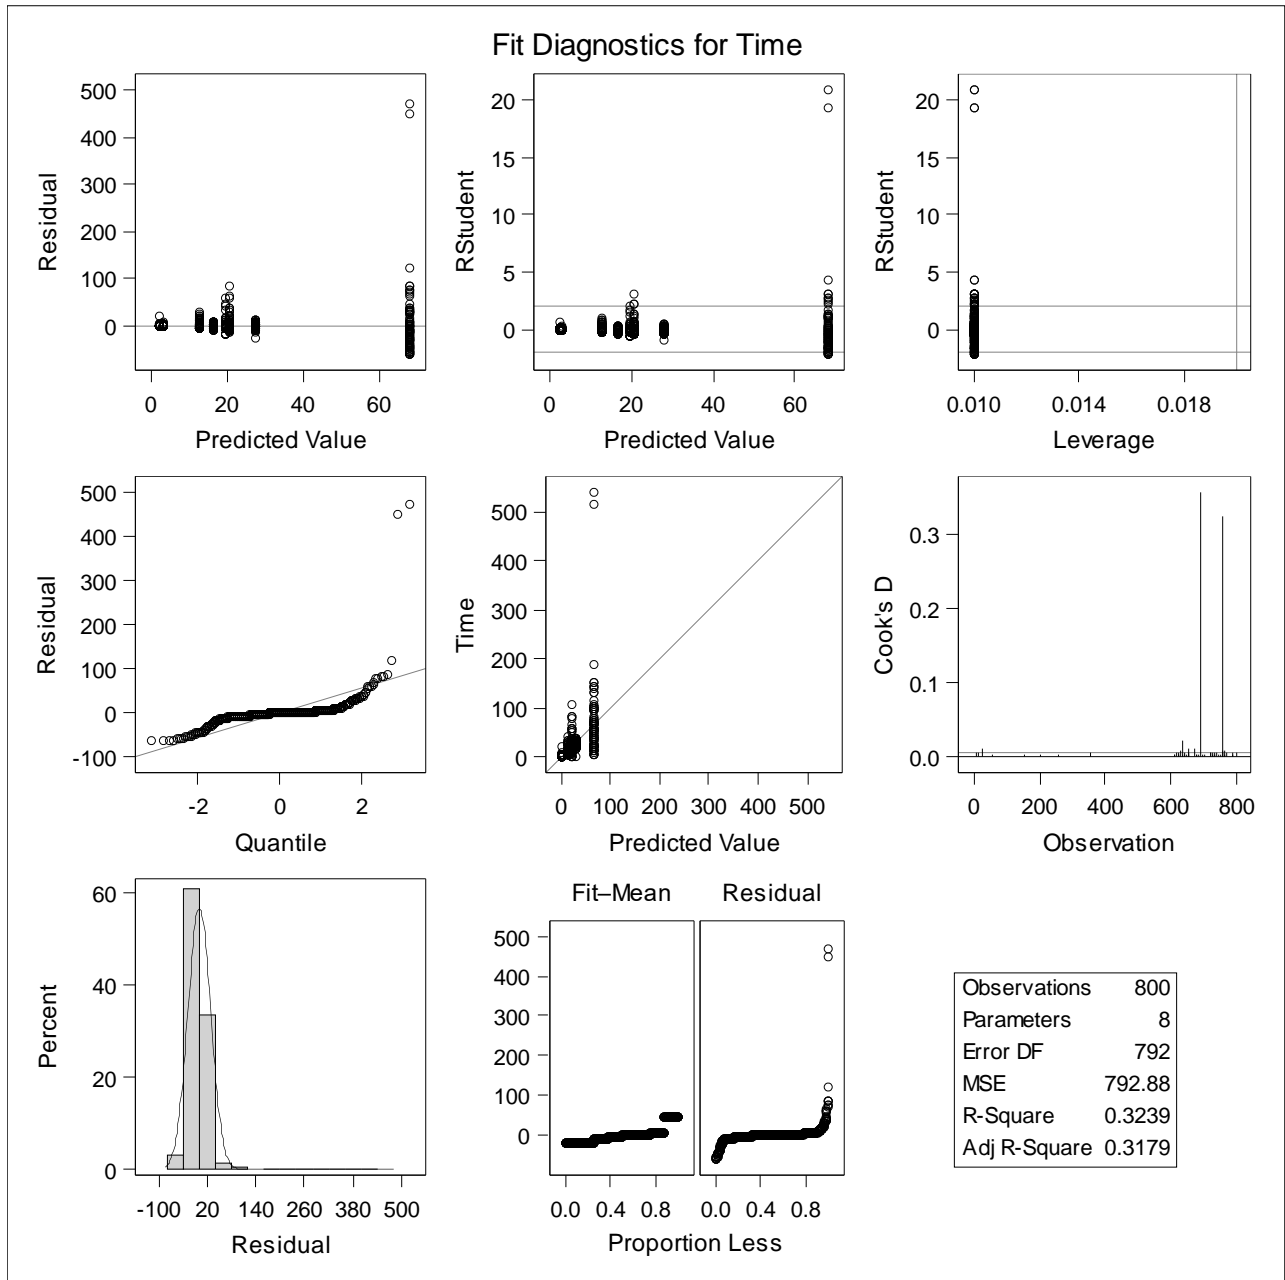 Fit Diagnostics for Time
500
400
300
200
100
0
Residual
0 20 40 60
Predicted Value
20
15
10
5
0
RStudent
0 20 40 60
Predicted Value
20
15
10
5
0
RStudent
0.010 0.014 0.018
Leverage
500
400
300
200
100
0
-100
Residual
-2 0 2
Quantile
500
400
300
200
100
0
Time
0 100 200 300 400 500
Predicted Value
0.3
0.2
0.1
0.0
Cook's D
0 200 400 600 800
Observation
60
40
20
0
Percent
-100 20 140 260 380 500
Residual
Fit–Mean Residual
500
400
300
200
100
0
0.0 0.4 0.8 0.0 0.4 0.8
Proportion Less
Observations 800
Parameters 8
Error DF 792
MSE 792.88
R-Square 0.3239
Adj R-Square 0.3179